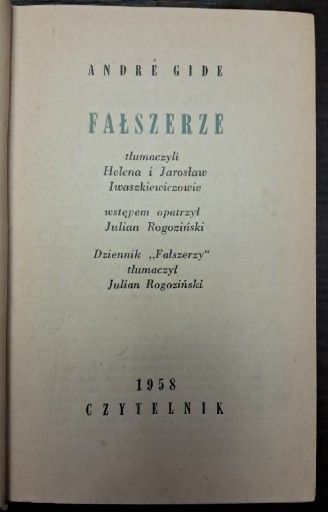 ANDRÉ GIDE
FAŁSZERZE
tłumaczyli
Helena i Jarosław
Iwaszkiewiczowie
wstępem opatrzył
Julian Rogoziński
Dziennik „Fałszerzy"
tłumaczył
Julian Rogoziński
1958
CZYTELNIK